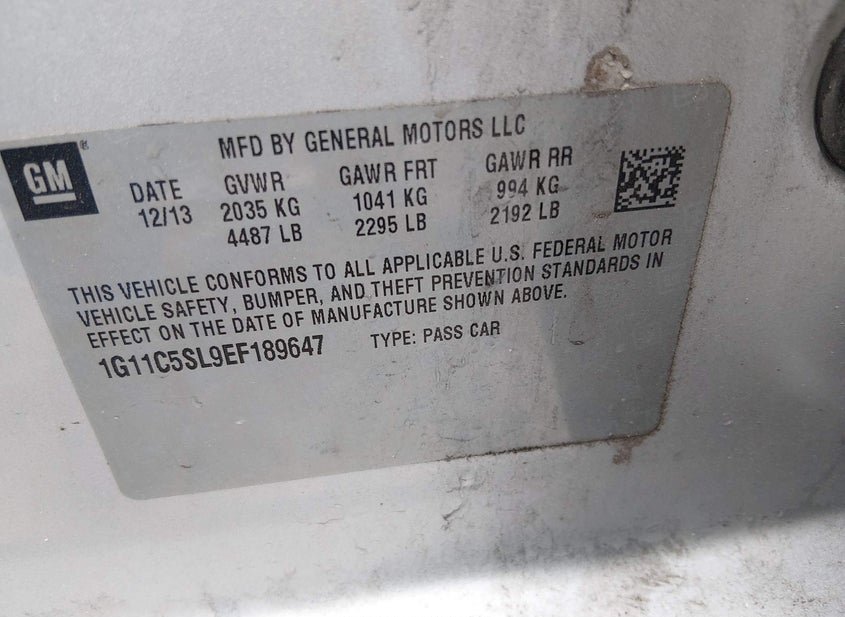 GM
MFD BY GENERAL MOTORS LLC
DATE GVWR GAWR FRT GAWR RR
12/13 2035 KG 1041 KG 994 KG
4487 LB 2295 LB 2192 LB
THIS VEHICLE CONFORMS TO ALL APPLICABLE U.S. FEDERAL MOTOR
VEHICLE SAFETY, BUMPER, AND THEFT PREVENTION STANDARDS IN
EFFECT ON THE DATE OF MANUFACTURE SHOWN ABOVE.
1G11C5SL9EF189647 TYPE: PASS CAR